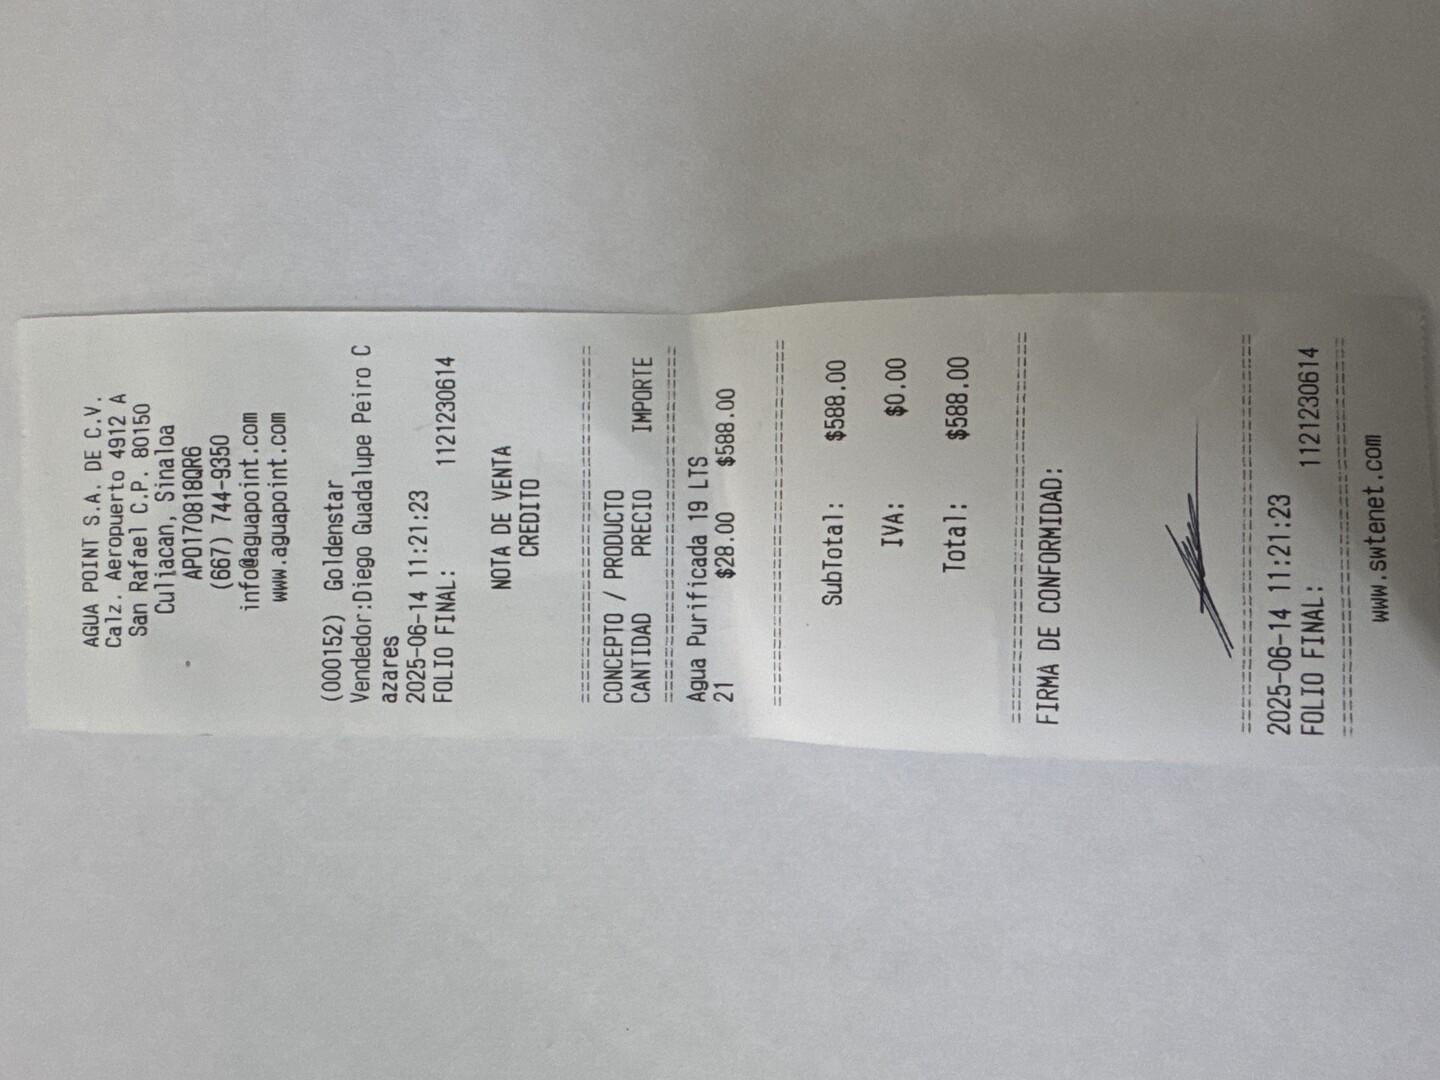 AGUA POINT S.A. DE C.V.
Calz. Aeropuerto 4912 A
San Rafael C.P. 80150
Culiacan, Sinaloa
APO170818QR6
(667) 744-9350
info@aguapoint.com
www.aguapoint.com
(000152) Goldenstar
Vendedor:Diego Guadalupe Peiro C
azares
2025-06-14 11:21:23
FOLIO FINAL: 1121230614
NOTA DE VENTA
CREDITO
================================
CONCEPTO / PRODUCTO
CANTIDAD PRECIO IMPORTE
================================
Agua Purificada 19 LTS
21 $28.00 $588.00
================================
SubTotal: $588.00
IVA: $0.00
Total: $588.00
================================
FIRMA DE CONFORMIDAD:
================================
2025-06-14 11:21:23
FOLIO FINAL: 1121230614
================================
www.swtenet.com